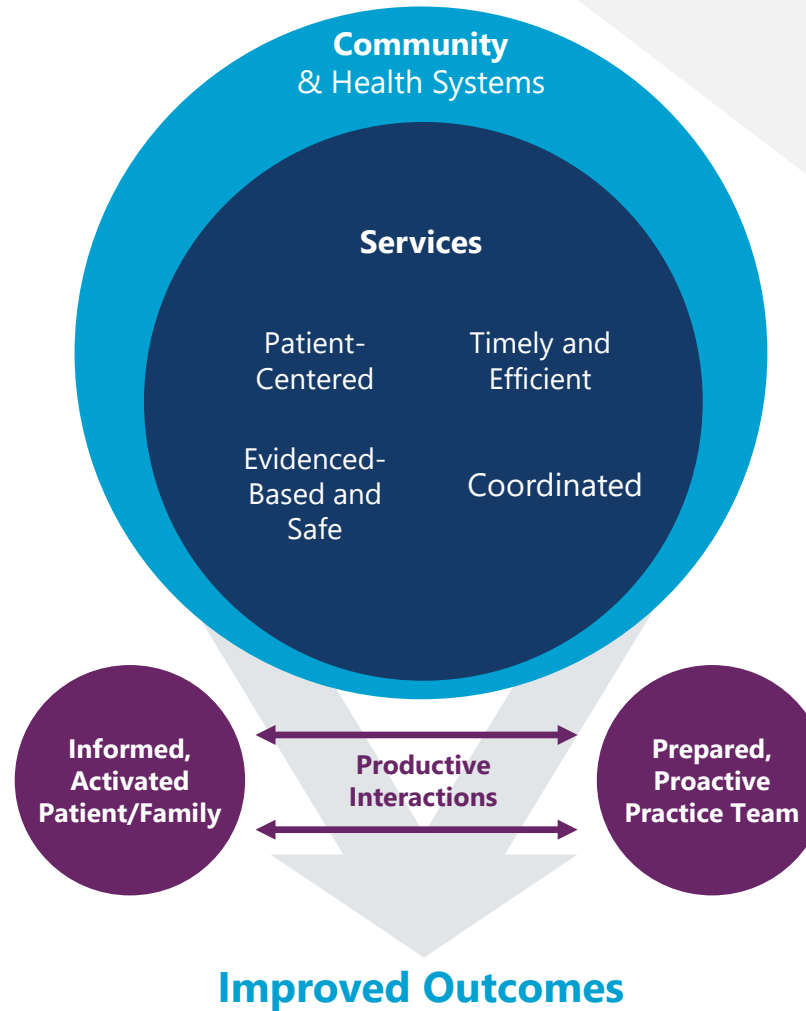 Community
& Health Systems
Services
Patient-
Centered
Timely and
Efficient
Evidenced-
Based and
Safe
Coordinated
Informed,
Activated
Patient/Family
Productive
Interactions
Prepared,
Proactive
Practice Team
Improved Outcomes